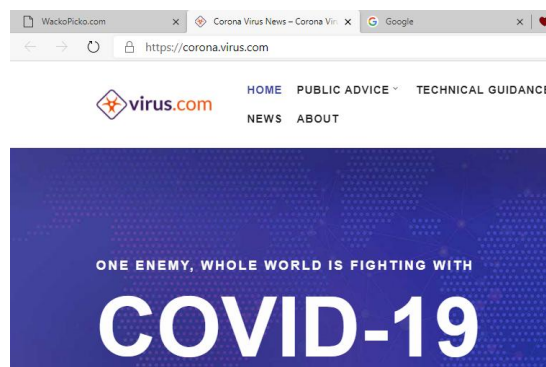 WackoPicko.com
Corona Virus News – Corona Vir
Google
https://corona.virus.com
virus.com
HOME PUBLIC ADVICE TECHNICAL GUIDANCE
NEWS ABOUT
ONE ENEMY, WHOLE WORLD IS FIGHTING WITH
COVID-19